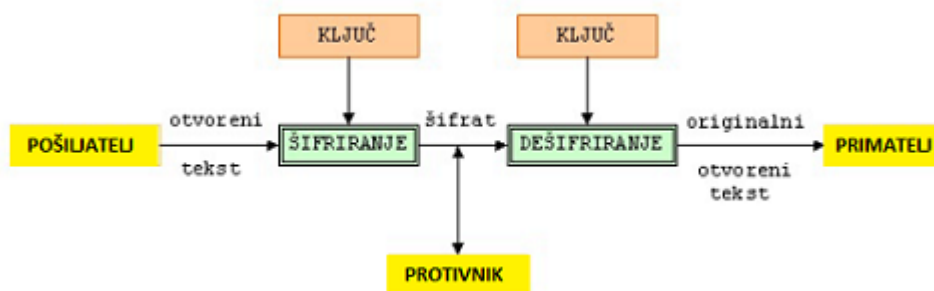 KLJUČ
KLJUČ
otvoreni
šifrat
originalni
POŠILJATELJ
ŠIFRIRANJE
DEŠIFRIRANJE
PRIMATELJ
tekst
otvoreni
tekst
PROTIVNIK